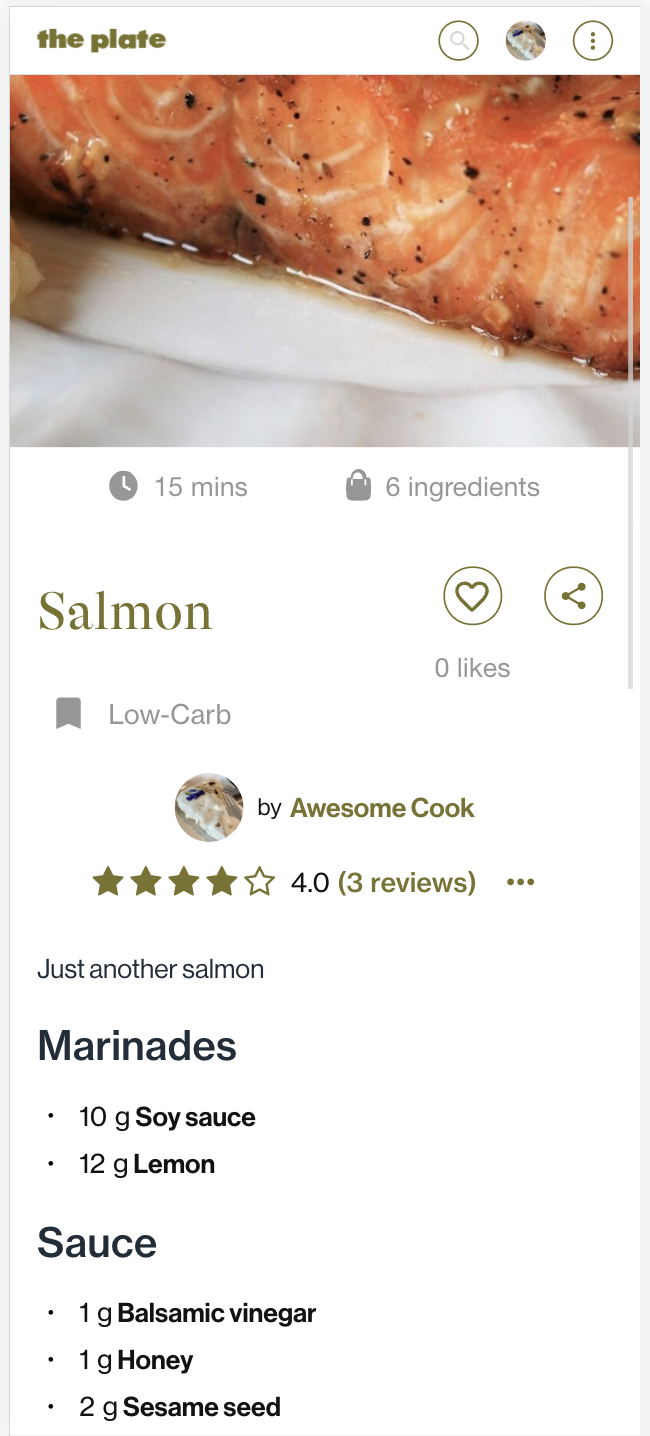 the plate
15 mins
6 ingredients
Salmon
0 likes
Low-Carb
by Awesome Cook
4.0 (3 reviews)
Just another salmon
Marinades
• 10 g Soy sauce
• 12 g Lemon
Sauce
• 1 g Balsamic vinegar
• 1 g Honey
• 2 g Sesame seed